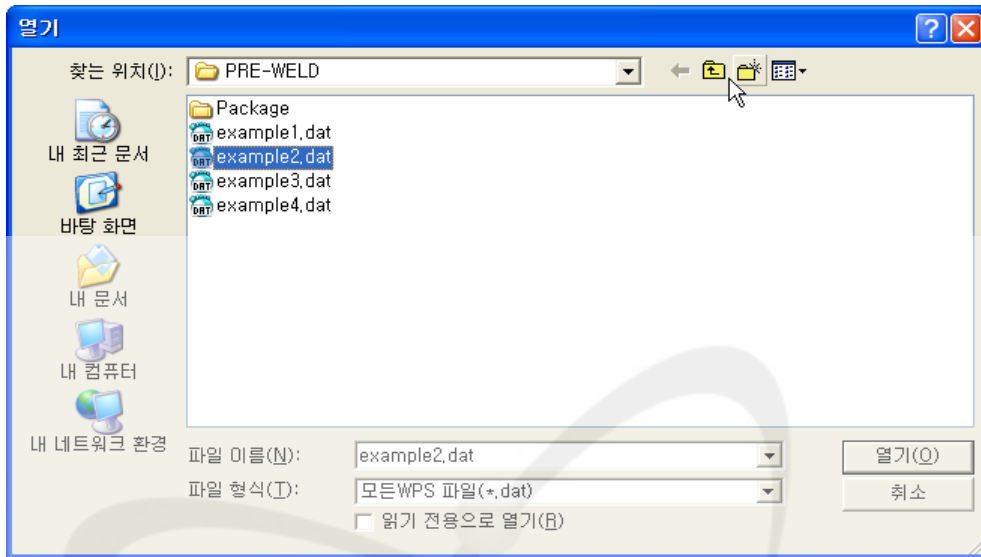 열기
찾는 위치(I): PRE-WELD
내 최근 문서
바탕 화면
내 문서
내 컴퓨터
내 네트워크 환경
Package
example1.dat
example2.dat
example3.dat
example4.dat
파일 이름(N): example2.dat
열기(O)
파일 형식(T): 모든WPS 파일(*.dat)
취소
읽기 전용으로 열기(R)